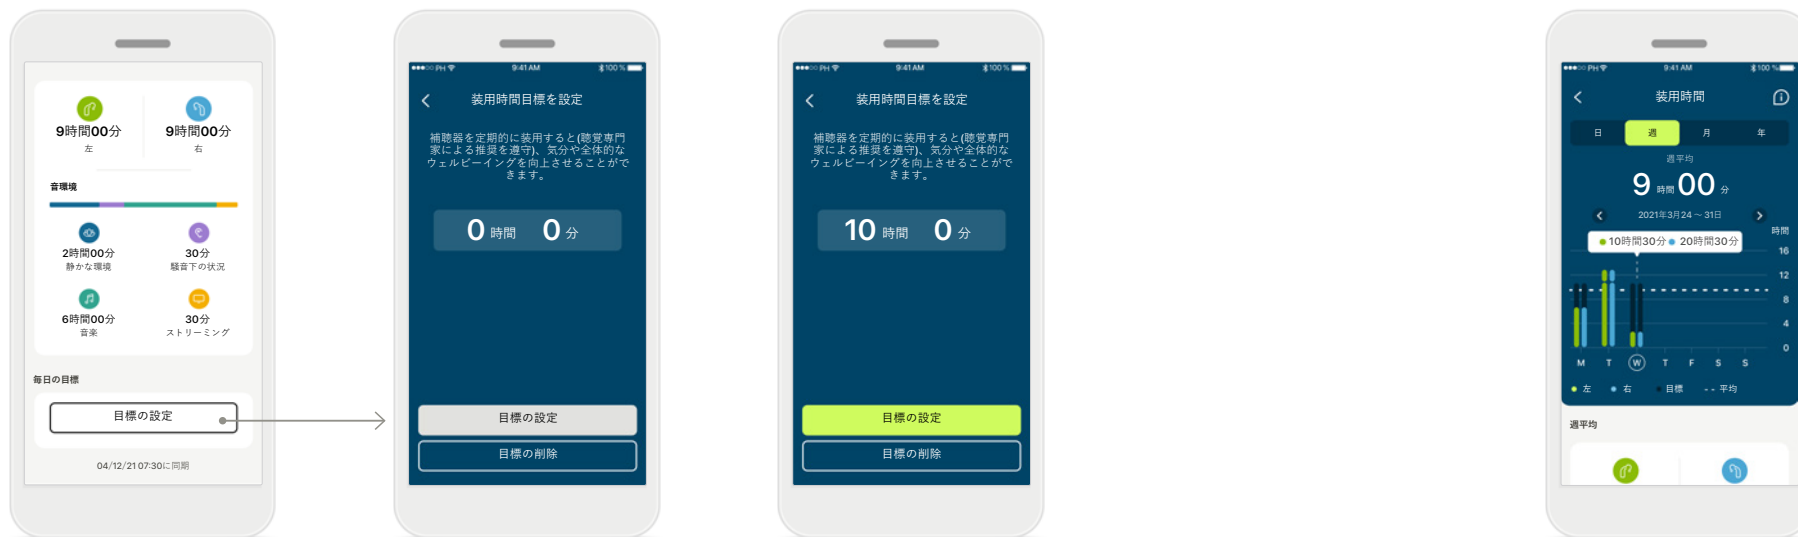 9時間00分
左
9時間00分
右
音環境
2時間00分
静かな環境
30分
騒音下の状況
6時間00分
音楽
30分
ストリーミング
毎日の目標
目標の設定
04/12/21 07:30に同期
PH 9:41 AM 100 %
装用時間目標を設定
補聴器を定期的に装用すると(聴覚専門
家による推奨を遵守)、気分や全体的な
ウェルビーイングを向上させることがで
きます。
0 時間 0 分
目標の設定
目標の削除
PH 9:41 AM 100 %
装用時間目標を設定
補聴器を定期的に装用すると(聴覚専門
家による推奨を遵守)、気分や全体的な
ウェルビーイングを向上させることがで
きます。
10 時間 0 分
目標の設定
目標の削除
PH 9:41 AM 100 %
装用時間
日 週 月 年
週平均
9 時間 00 分
2021年3月24 ~ 31日
時間
10時間30分 20時間30分
16
12
8
4
0
M T W T F S S
左 右 目標 平均
週平均